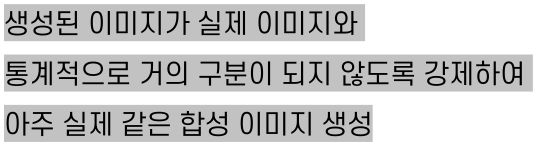 생성된 이미지가 실제 이미지와
통계적으로 거의 구분이 되지 않도록 강제하여
아주 실제 같은 합성 이미지 생성